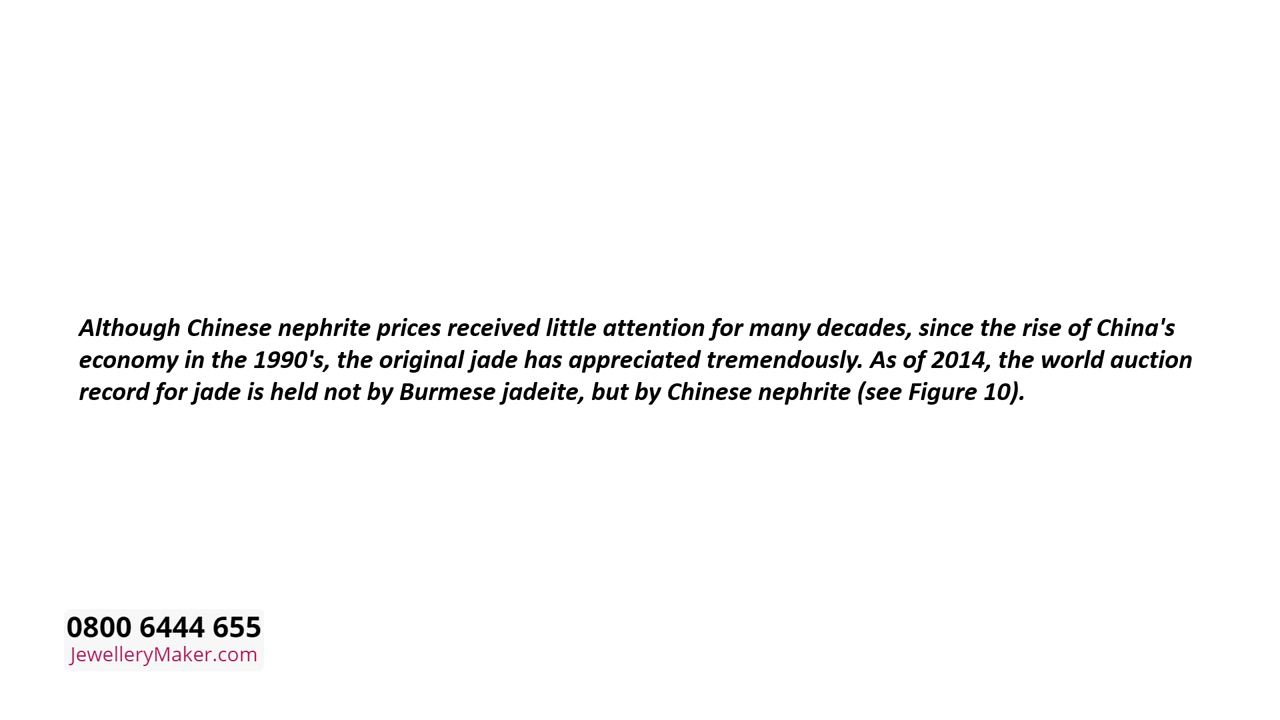 Although Chinese nephrite prices received little attention for many decades, since the rise of China's
economy in the 1990's, the original jade has appreciated tremendously. As of 2014, the world auction
record for jade is held not by Burmese jadeite, but by Chinese nephrite (see Figure 10).
0800 6444 655
JewelleryMaker.com